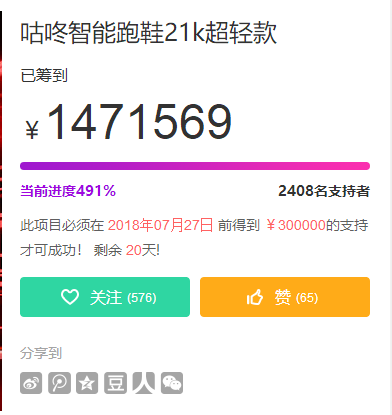 咕咚智能跑鞋21k超轻款
已筹到
￥1471569
当前进度491% 2408名支持者
此项目必须在 2018年07月27日 前得到 ￥300000的支持
才可成功！ 剩余 20天!
关注 (576) 赞 (65)
分享到
豆 人